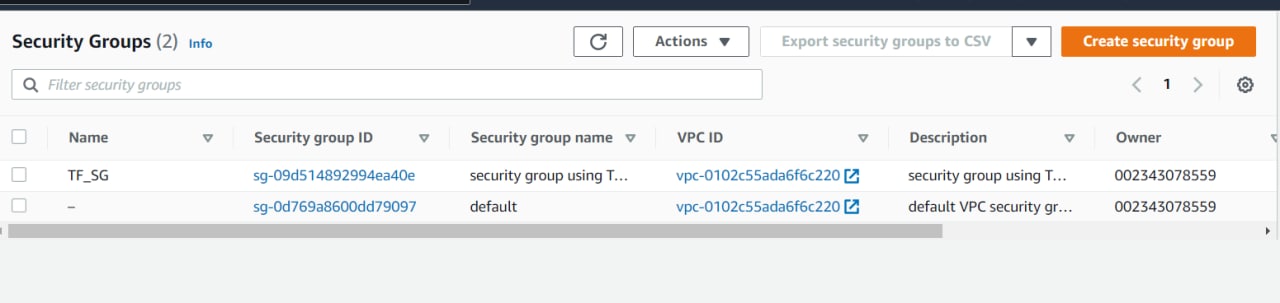 Security Groups (2) Info
Actions
Export security groups to CSV
Create security group
Filter security groups
1
Name Security group ID Security group name VPC ID Description Owner
TF_SG sg-09d514892994ea40e security group using T... vpc-0102c55ada6f6c220 security group using T... 002343078559
– sg-0d769a8600dd79097 default vpc-0102c55ada6f6c220 default VPC security gr... 002343078559